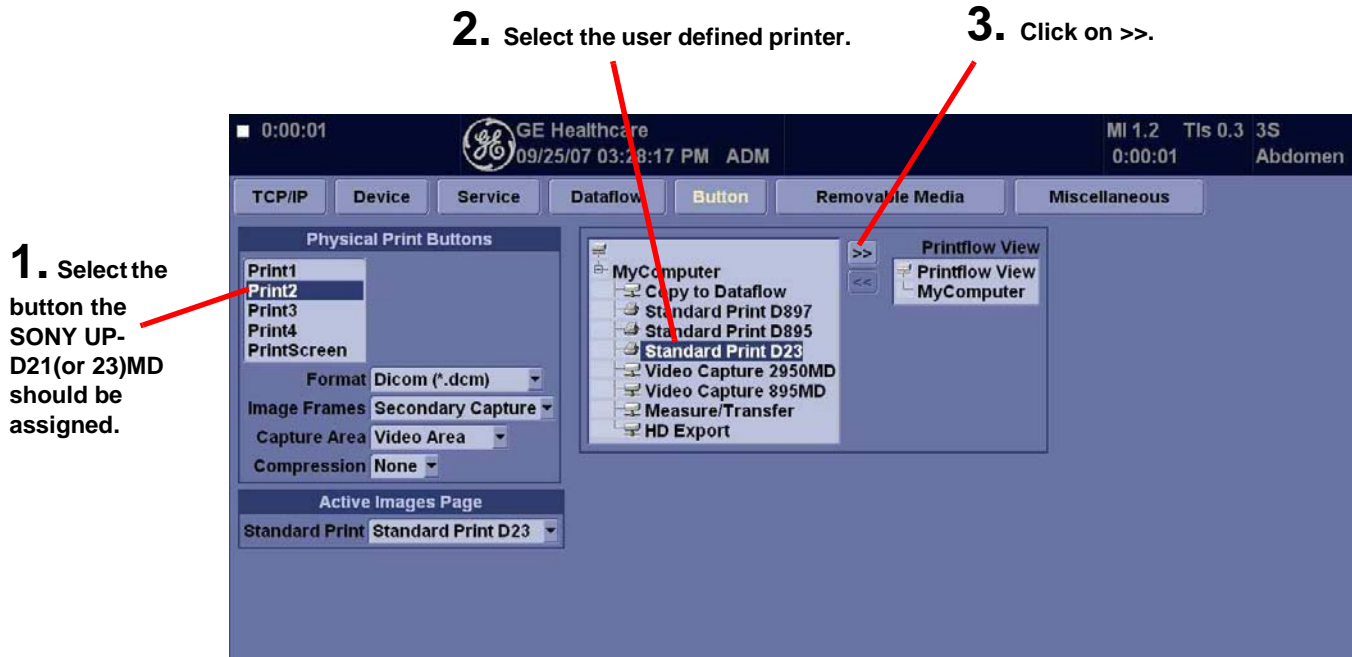 2. Select the user defined printer.
3. Click on >>.
1. Select the
button the
SONY UP-
D21(or 23)MD
should be
assigned.
0:00:01
GE Healthcare
09/25/07 03:28:17 PM ADM
MI 1.2 TIs 0.3 3S
0:00:01 Abdomen
TCP/IP Device Service Dataflow Button Removable Media Miscellaneous
Physical Print Buttons
Print1
Print2
Print3
Print4
PrintScreen
Format Dicom (*.dcm)
Image Frames Secondary Capture
Capture Area Video Area
Compression None
Active Images Page
Standard Print Standard Print D23
MyComputer
Copy to Dataflow
Standard Print D897
Standard Print D895
Standard Print D23
Video Capture 2950MD
Video Capture 895MD
Measure/Transfer
HD Export
>>
<<
Printflow View
Printflow View
MyComputer